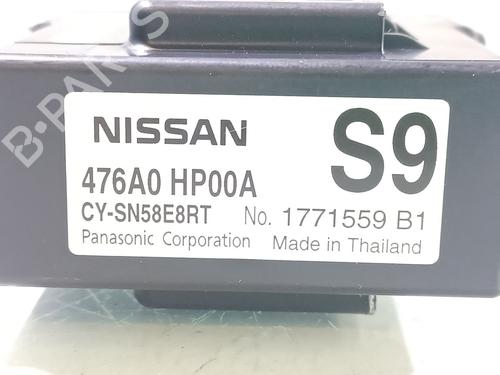 NISSAN S9
476A0 HP00A
CY-SN58E8RT No. 1771559 B1
Panasonic Corporation Made in Thailand
B-PARTS